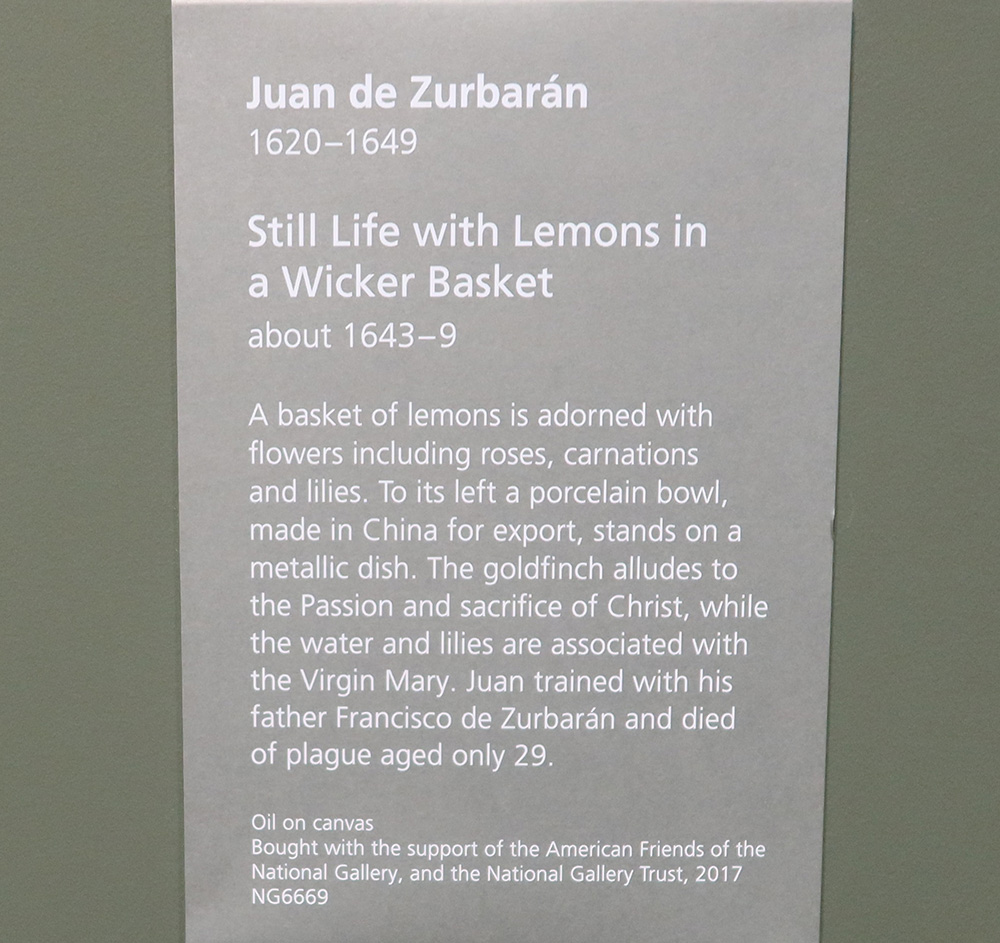 Juan de Zurbarán
1620–1649
Still Life with Lemons in
a Wicker Basket
about 1643–9
A basket of lemons is adorned with
flowers including roses, carnations
and lilies. To its left a porcelain bowl,
made in China for export, stands on a
metallic dish. The goldfinch alludes to
the Passion and sacrifice of Christ, while
the water and lilies are associated with
the Virgin Mary. Juan trained with his
father Francisco de Zurbarán and died
of plague aged only 29.
Oil on canvas
Bought with the support of the American Friends of the
National Gallery, and the National Gallery Trust, 2017
NG6669